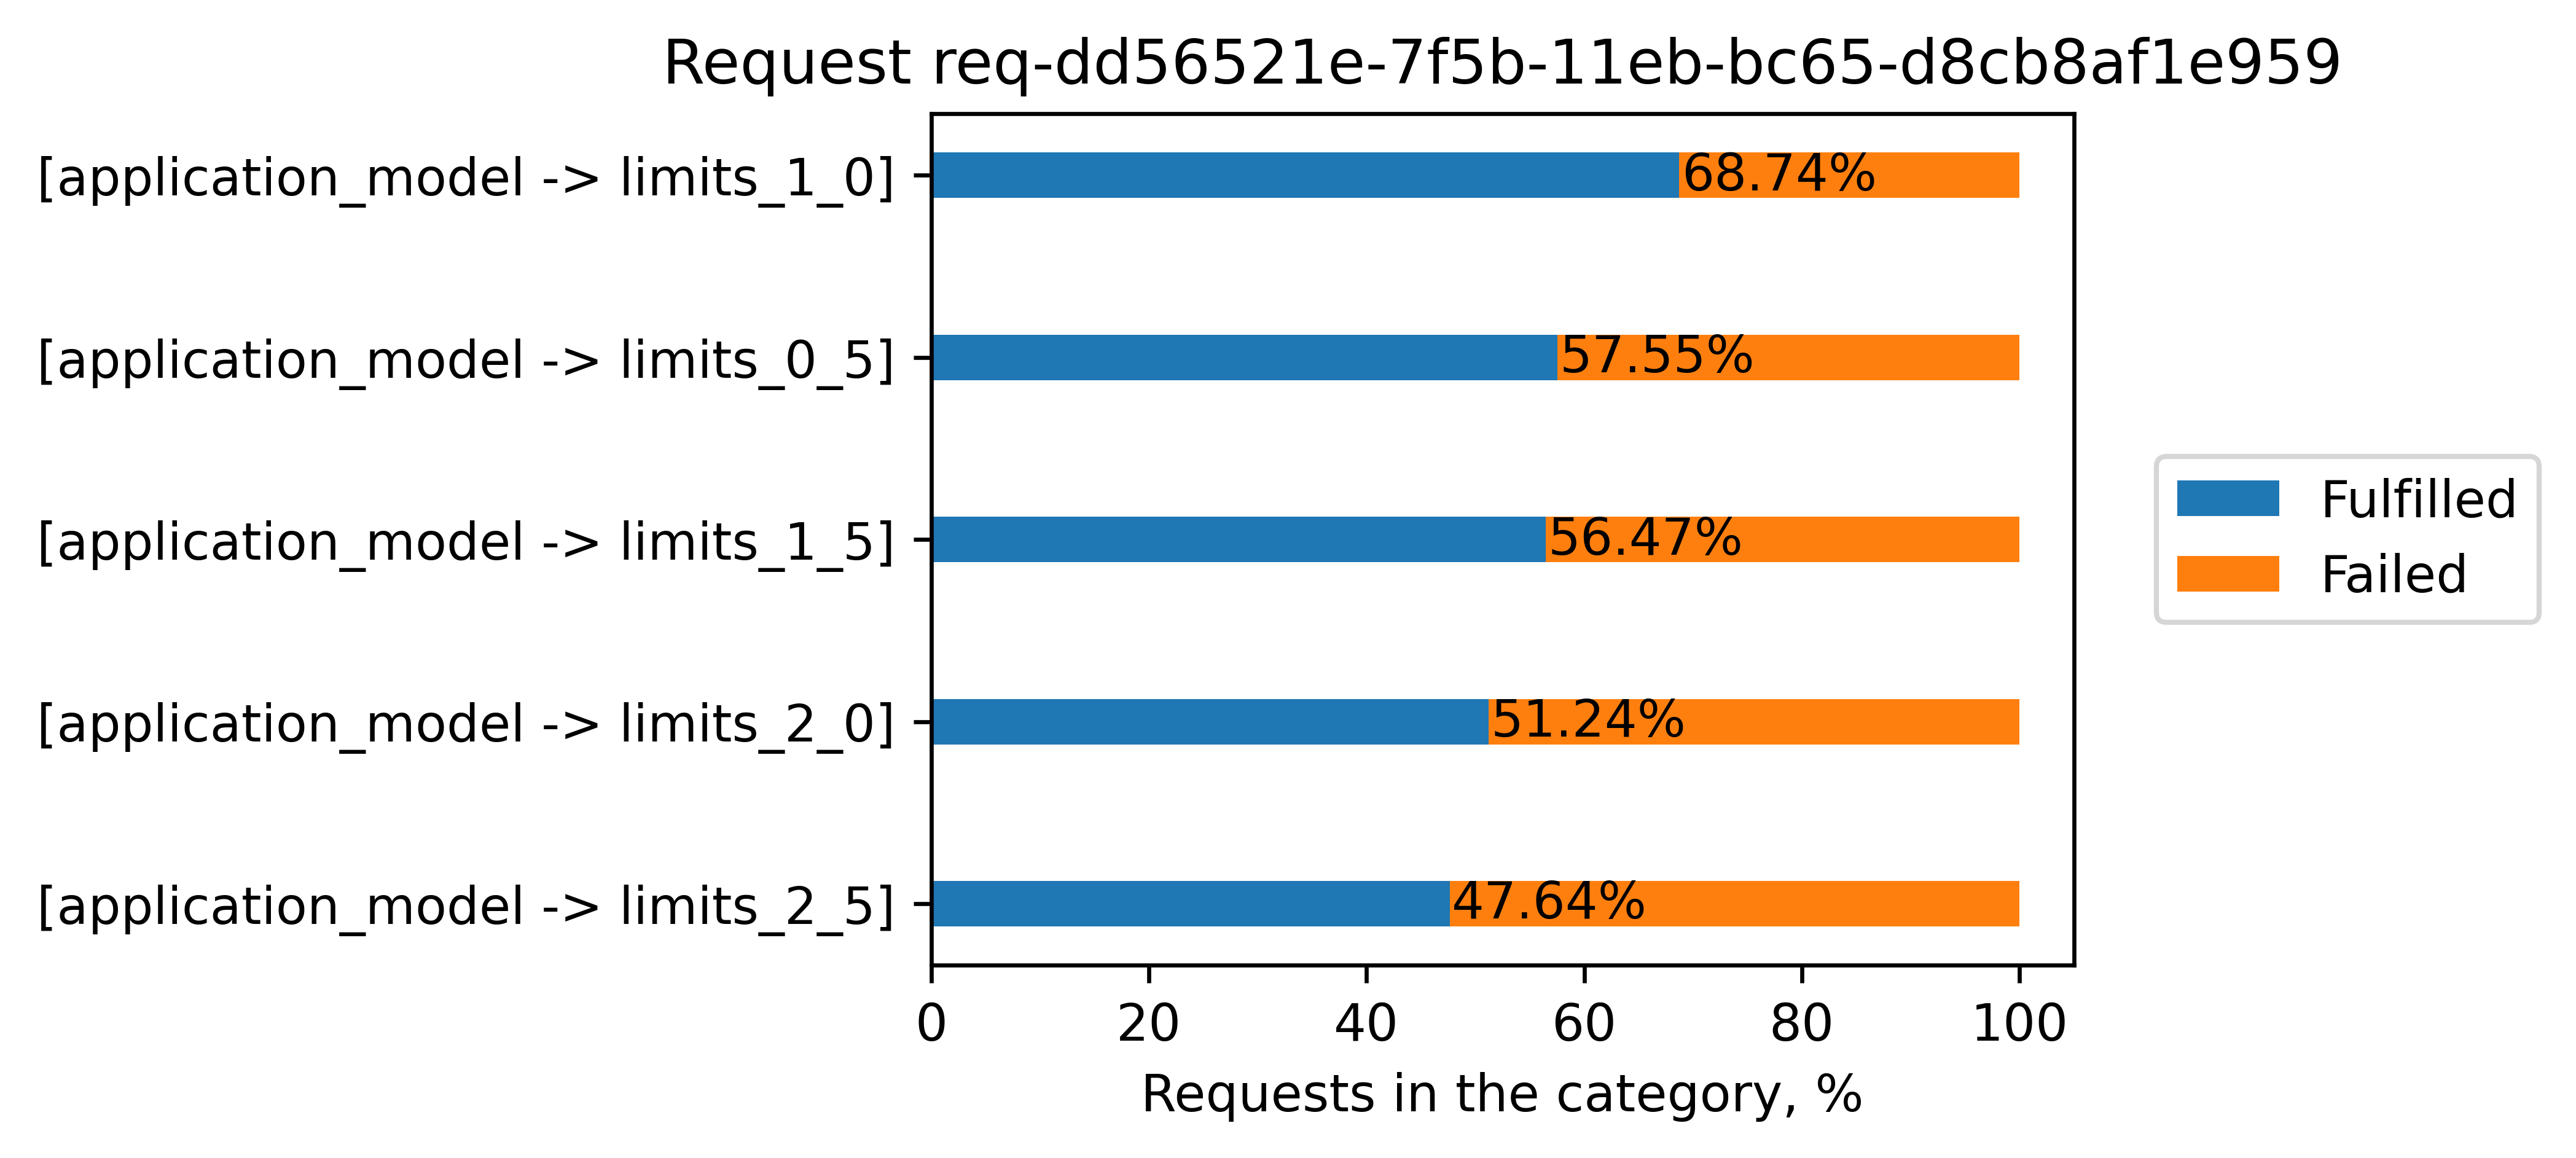 Request req-dd56521e-7f5b-11eb-bc65-d8cb8af1e959
[application_model -> limits_1_0]
68.74%
[application_model -> limits_0_5]
57.55%
[application_model -> limits_1_5]
56.47%
[application_model -> limits_2_0]
51.24%
[application_model -> limits_2_5]
47.64%
Fulfilled
Failed
0 20 40 60 80 100
Requests in the category, %